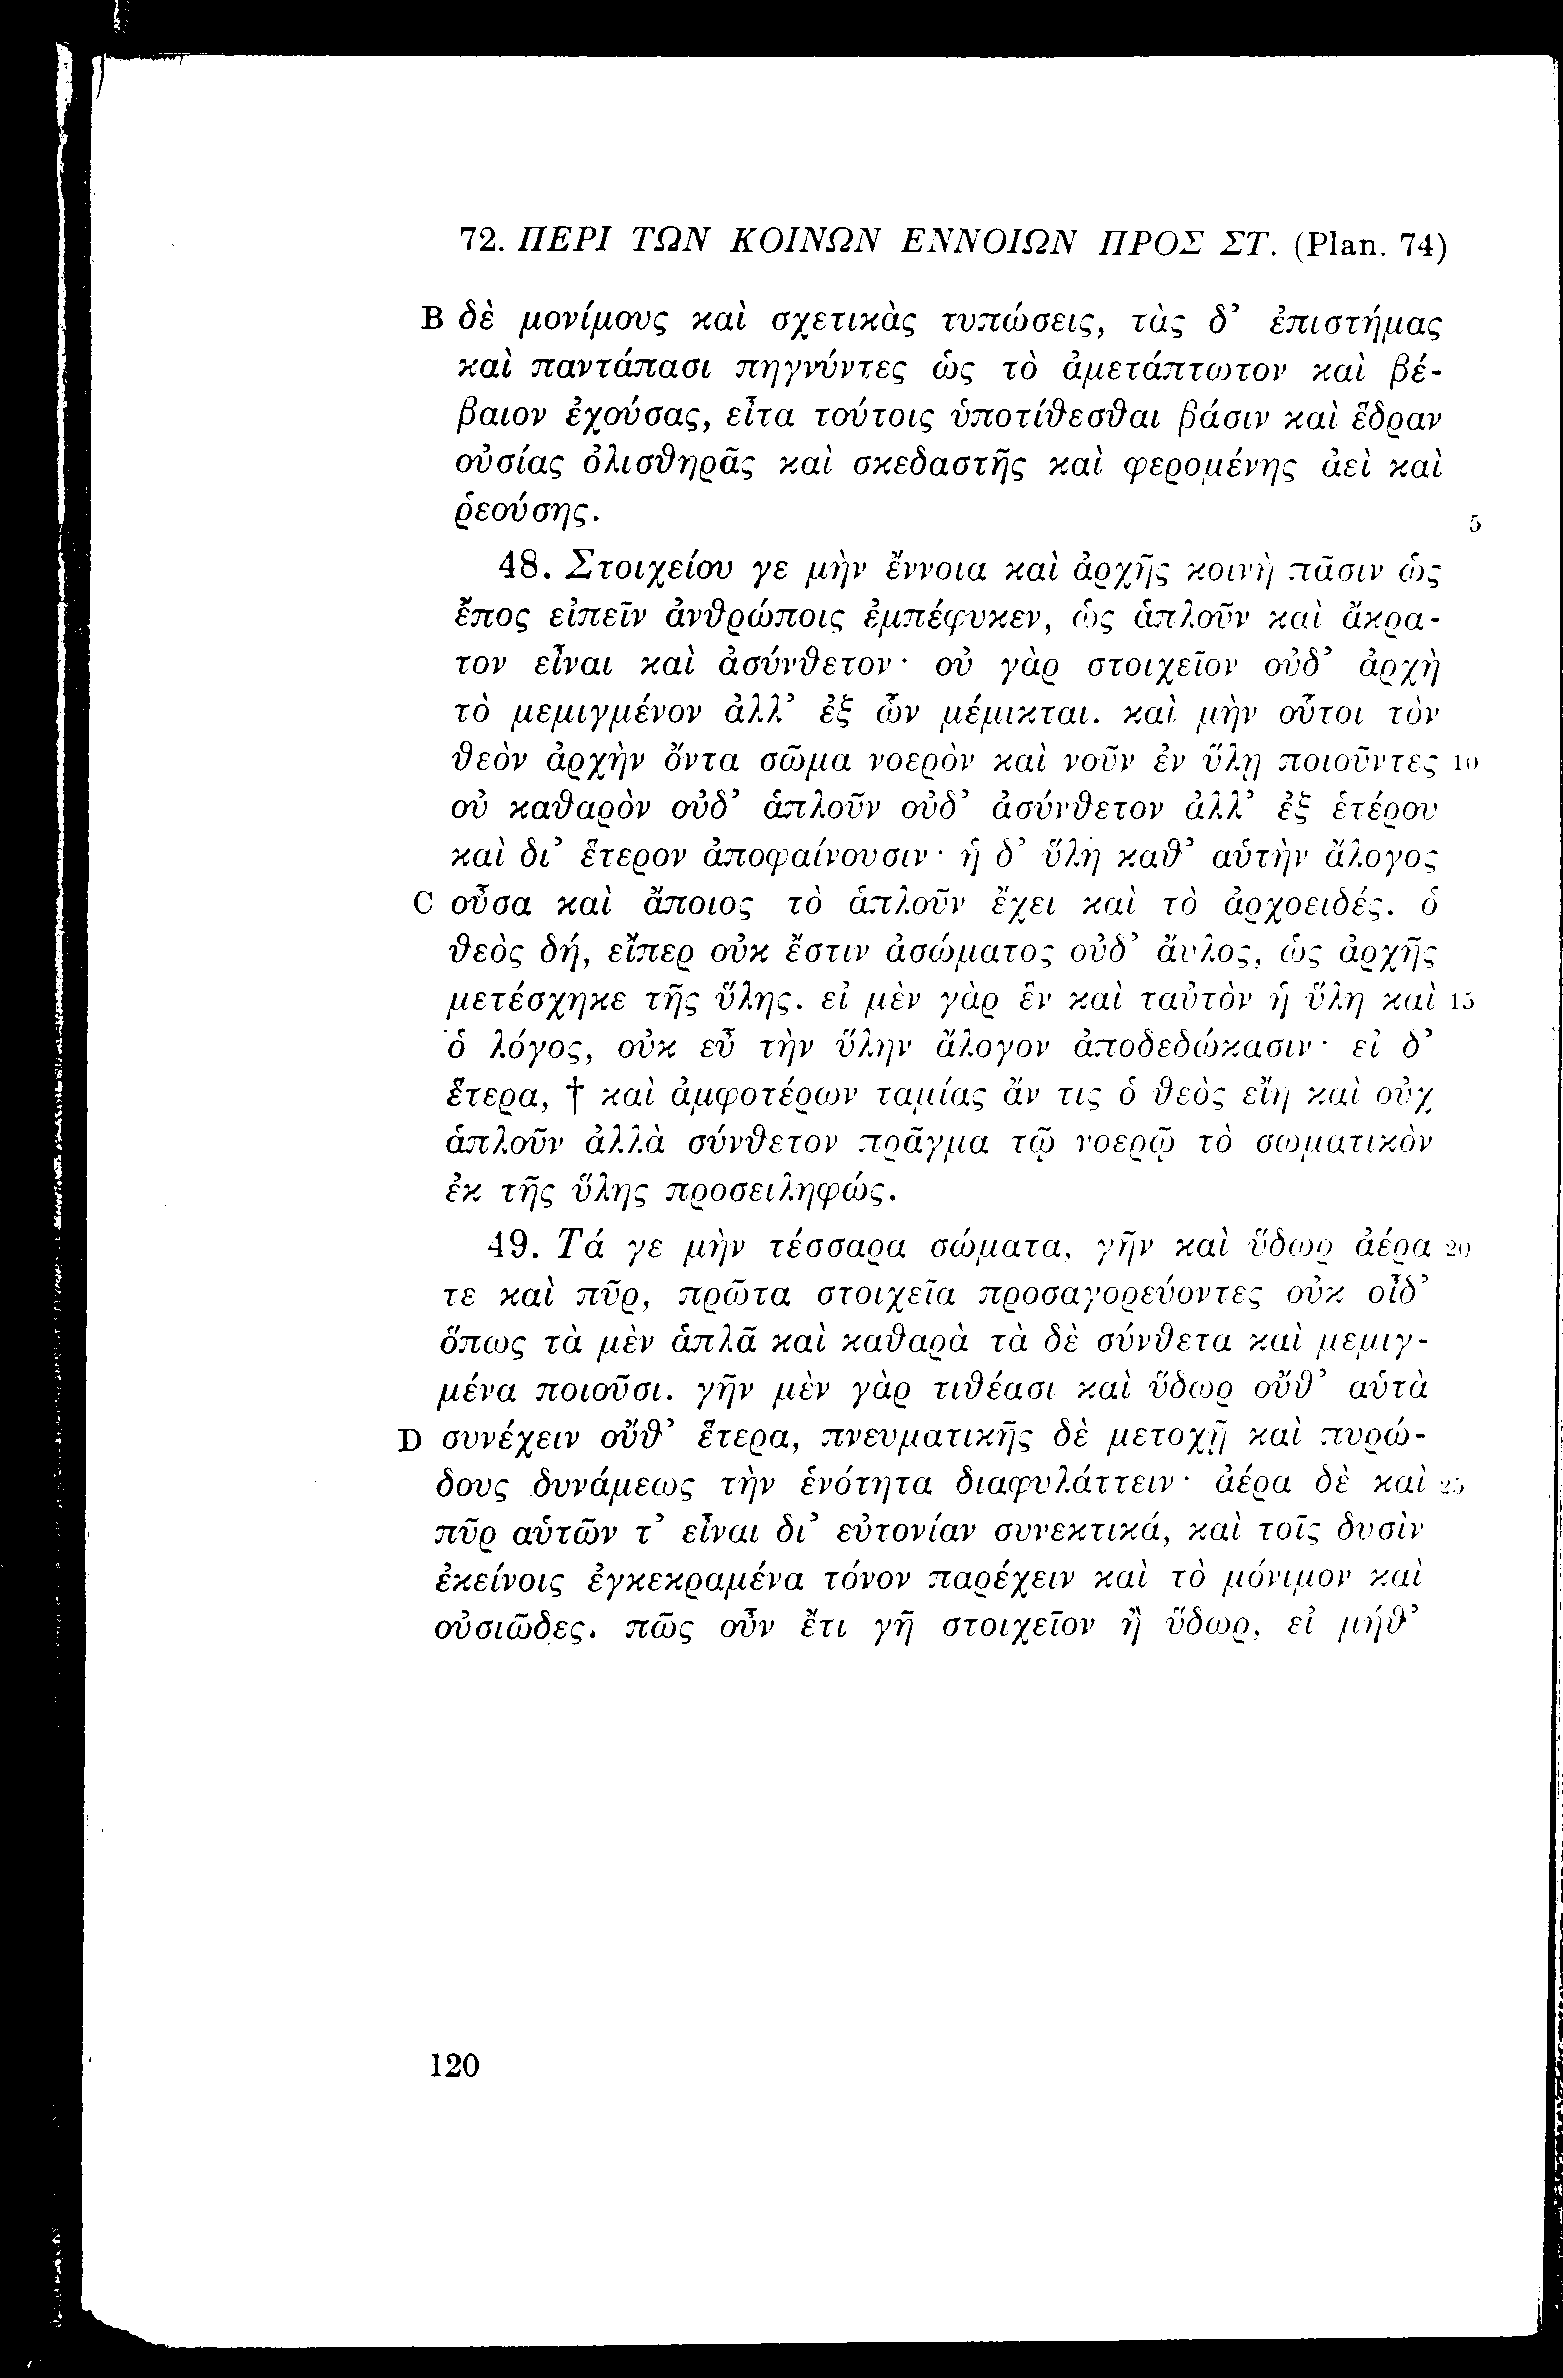 72. ΠΕΡΙ ΤΩΝ ΚΟΙΝΩΝ ΕΝΝΟΙΩΝ ΠΡΟΣ ΣΤ. (Plan. 74)
B δὲ μονίμους καὶ σχετικὰς τυπώσεις, τὰς δ’ ἐπιστήμας
καὶ παντάπασι πηγνύντες ὡς τὸ ἀμετάπτωτον καὶ βέ-
βαιον ἐχούσας, εἶτα τούτοις ὑποτίθεσθαι βάσιν καὶ ἕδραν
οὐσίας ὀλισθηρᾶς καὶ σκεδαστῆς καὶ φερομένης ἀεὶ καὶ
ῥεούσης. 5
48. Στοιχείου γε μὴν ἔννοια καὶ ἀρχῆς κοινὴ πᾶσιν ὡς
ἔπος εἰπεῖν ἀνθρώποις ἐμπέφυκεν, ὡς ἁπλοῦν καὶ ἄκρα-
τον εἶναι καὶ ἀσύνθετον· οὐ γὰρ στοιχεῖον οὐδ’ ἀρχὴ
τὸ μεμιγμένον ἀλλ’ ἐξ ὧν μέμικται. καὶ μὴν οὗτοι τὸν
θεὸν ἀρχὴν ὄντα σῶμα νοερὸν καὶ νοῦν ἐν ὕλῃ ποιοῦντες 10
οὐ καθαρὸν οὐδ’ ἁπλοῦν οὐδ’ ἀσύνθετον ἀλλ’ ἐξ ἑτέρου
καὶ δι’ ἕτερον ἀποφαίνουσιν· ἡ δ’ ὕλη καθ’ αὑτὴν ἄλογος
C οὖσα καὶ ἄποιος τὸ ἁπλοῦν ἔχει καὶ τὸ ἀρχοειδές. ὁ
θεὸς δή, εἴπερ οὐκ ἔστιν ἀσώματος οὐδ’ ἄυλος, ὡς ἀρχῆς
μετέσχηκε τῆς ὕλης. εἰ μὲν γὰρ ἓν καὶ ταὐτὸν ἡ ὕλη καὶ 15
ὁ λόγος, οὐκ εὖ τὴν ὕλην ἄλογον ἀποδεδώκασιν· εἰ δ’
ἕτερα, † καὶ ἀμφοτέρων ταμίας ἄν τις ὁ θεὸς εἴη καὶ οὐχ
ἁπλοῦν ἀλλὰ σύνθετον πρᾶγμα τῷ νοερῷ τὸ σωματικὸν
ἐκ τῆς ὕλης προσειληφώς.
49. Τά γε μὴν τέσσαρα σώματα, γῆν καὶ ὕδωρ ἀέρα 20
τε καὶ πῦρ, πρῶτα στοιχεῖα προσαγορεύοντες οὐκ οἶδ’
ὅπως τὰ μὲν ἁπλᾶ καὶ καθαρὰ τὰ δὲ σύνθετα καὶ μεμιγ-
μένα ποιοῦσι. γῆν μὲν γὰρ τιθέασι καὶ ὕδωρ οὔθ’ αὑτὰ
D συνέχειν οὔθ’ ἕτερα, πνευματικῆς δὲ μετοχῇ καὶ πυρώ-
δους δυνάμεως τὴν ἑνότητα διαφυλάττειν· ἀέρα δὲ καὶ 25
πῦρ αὑτῶν τ’ εἶναι δι’ εὐτονίαν συνεκτικά, καὶ τοῖς δυσὶν
ἐκείνοις ἐγκεκραμένα τόνον παρέχειν καὶ τὸ μόνιμον καὶ
οὐσιῶδες. πῶς οὖν ἔτι γῆ στοιχεῖον ἢ ὕδωρ, εἰ μήθ’
120